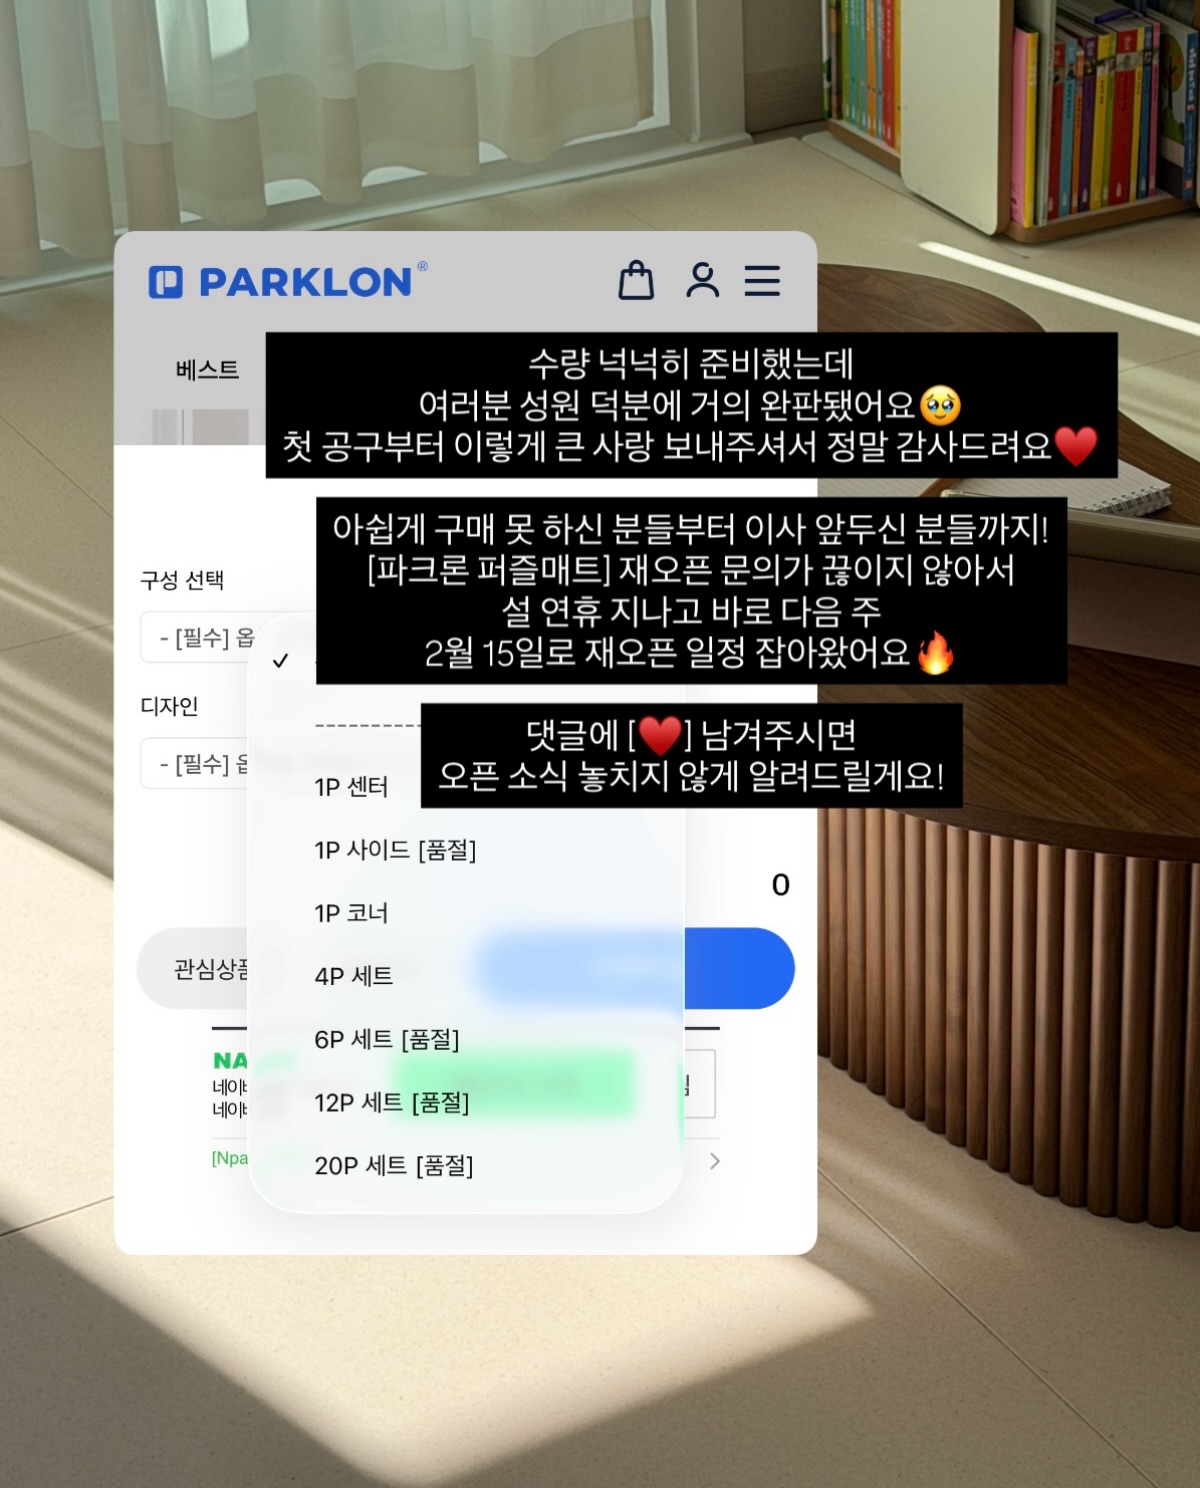 PARKLON®
베스트
수량 넉넉히 준비했는데
여러분 성원 덕분에 거의 완판됐어요🥹
첫 공구부터 이렇게 큰 사랑 보내주셔서 정말 감사드려요♥️
아쉽게 구매 못 하신 분들부터 이사 앞두신 분들까지!
[파크론 퍼즐매트] 재오픈 문의가 끊이지 않아서
설 연휴 지나고 바로 다음 주
2월 15일로 재오픈 일정 잡아왔어요🔥
댓글에 [♥️] 남겨주시면
오픈 소식 놓치지 않게 알려드릴게요!
구성 선택
- [필수] 옵
✓
디자인
- [필수]
1P 센터
1P 사이드 [품절]
1P 코너
4P 세트
6P 세트 [품절]
12P 세트 [품절]
20P 세트 [품절]
0
관심상품
NA
네이버
네이버
[Npa